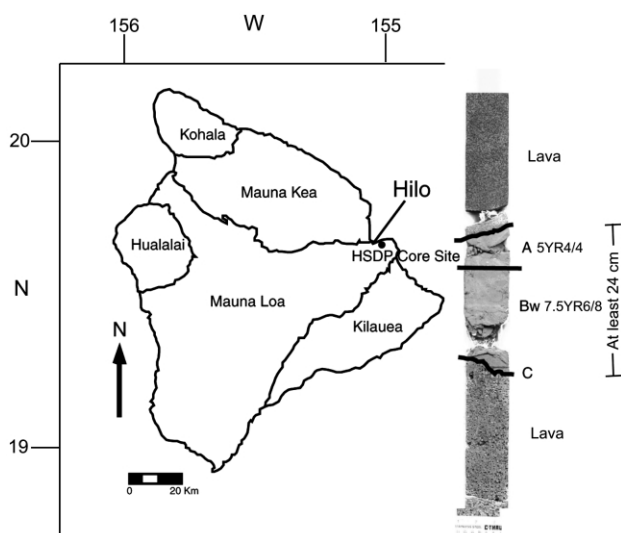 W
156
155
20
N
19
Kohala
Mauna Kea
Hilo
Hualalai
HSDP Core Site
Mauna Loa
Kilauea
N
0 20 Km
Lava
A 5YR4/4
Bw 7.5YR6/8
C
Lava
At least 24 cm